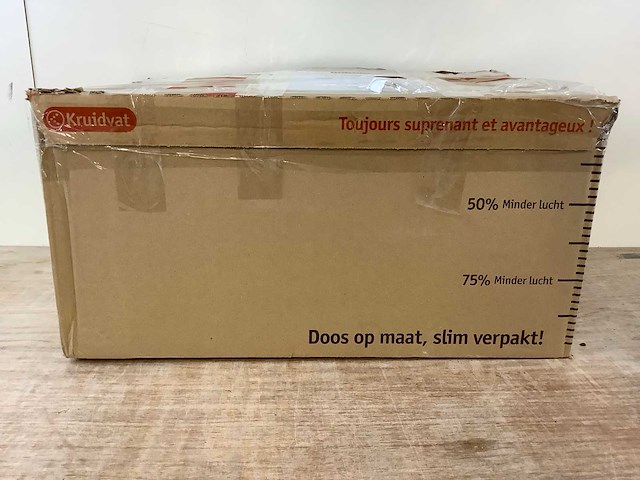 Kruidvat
Toujours suprenant et avantageux !
50% Minder lucht
75% Minder lucht
Doos op maat, slim verpakt!